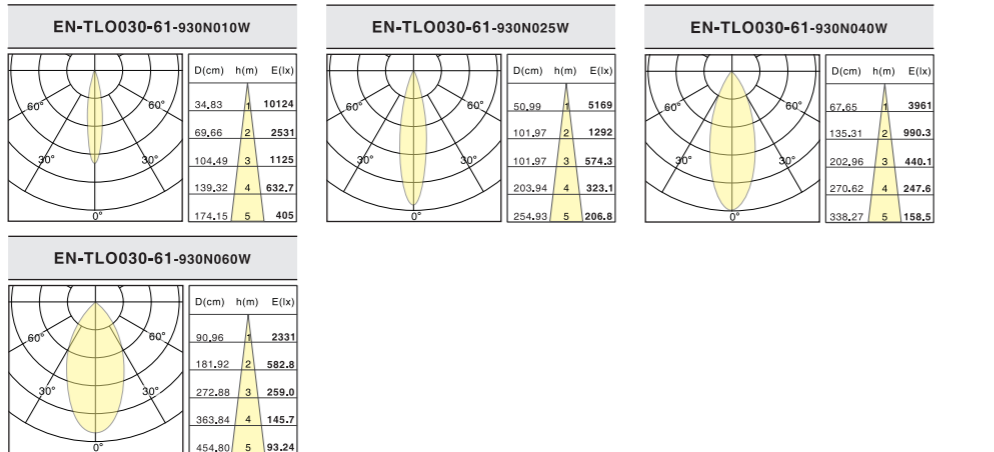 EN-TLO030-61-930N010W
60° 60°
30° 30°
0°
D(cm) h(m) E(lx)
34.83 1 10124
69.66 2 2531
104.49 3 1125
139.32 4 632.7
174.15 5 405
EN-TLO030-61-930N025W
60° 60°
30° 30°
0°
D(cm) h(m) E(lx)
50.99 1 5169
101.97 2 1292
101.97 3 574.3
203.94 4 323.1
254.93 5 206.8
EN-TLO030-61-930N040W
60° 60°
30° 30°
0°
D(cm) h(m) E(lx)
67.65 1 3961
135.31 2 990.3
202.96 3 440.1
270.62 4 247.6
338.27 5 158.5
EN-TLO030-61-930N060W
60° 60°
30° 30°
0°
D(cm) h(m) E(lx)
90.96 1 2331
181.92 2 582.8
272.88 3 259.0
363.84 4 145.7
454.80 5 93.24